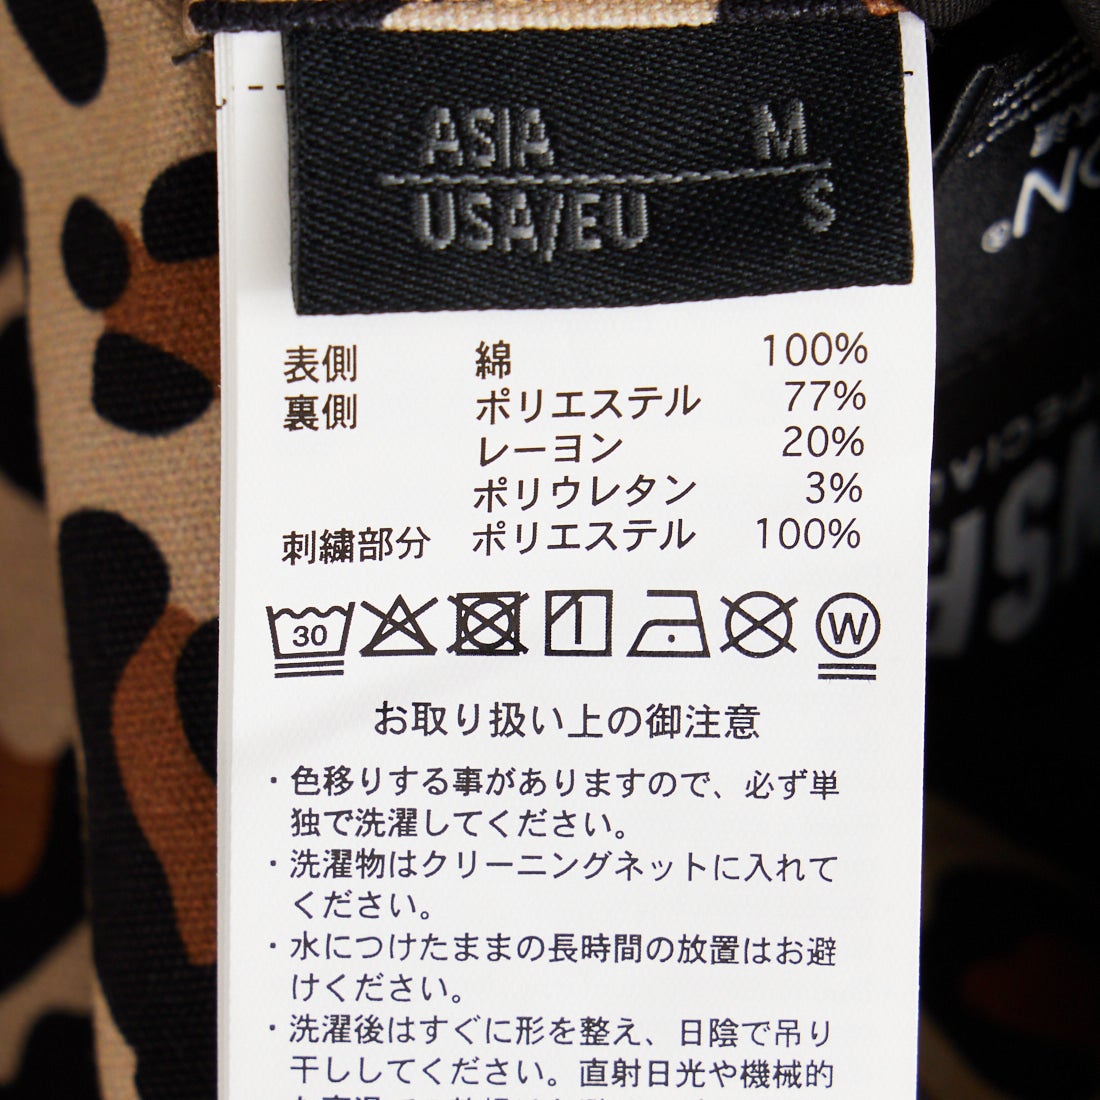 ASIA M
USA/EU S
表側 綿 100%
裏側 ポリエステル 77%
レーヨン 20%
ポリウレタン 3%
刺繍部分 ポリエステル 100%
30
W
お取り扱い上の御注意
・色移りする事がありますので、必ず単
独で洗濯してください。
・洗濯物はクリーニングネットに入れて
ください。
・水につけたままの長時間の放置はお避
けください。
・洗濯後はすぐに形を整え、日陰で吊り
干ししてください。直射日光や機械的